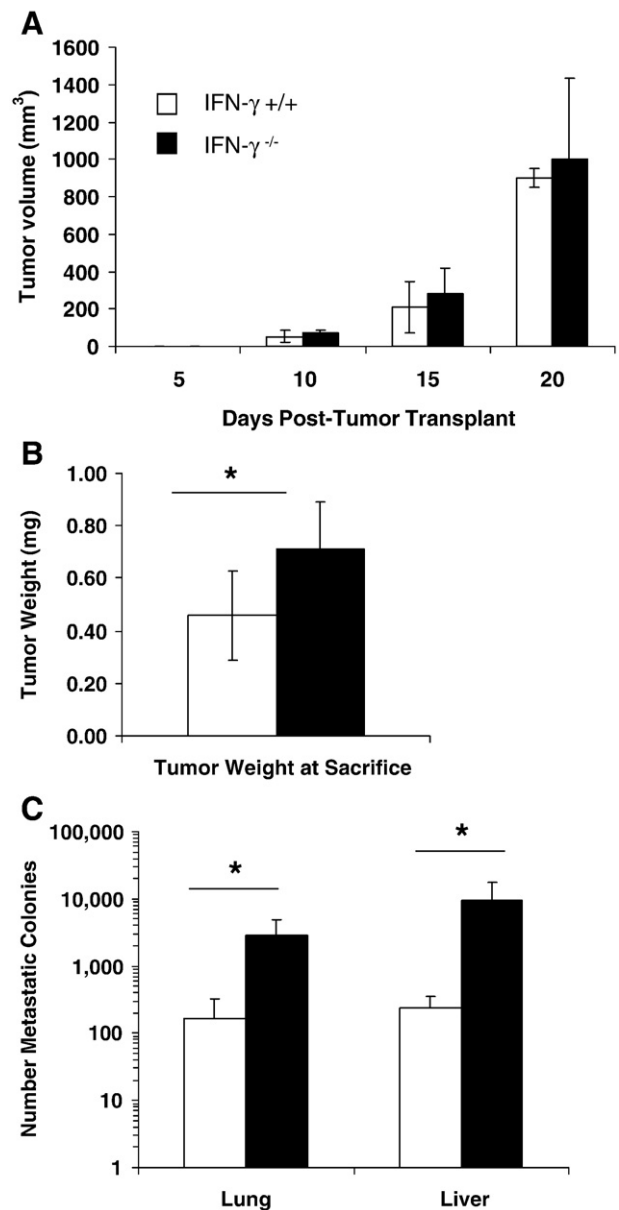 A
1600
1400
1200
1000
800
600
400
200
0
Tumor volume (mm³)
IFN-γ +/+
IFN-γ -/-
5 10 15 20
Days Post-Tumor Transplant
B
*
1.00
0.80
0.60
0.40
0.20
0.00
Tumor Weight (mg)
Tumor Weight at Sacrifice
C
* *
100,000
10,000
1,000
100
10
1
Number Metastatic Colonies
Lung Liver